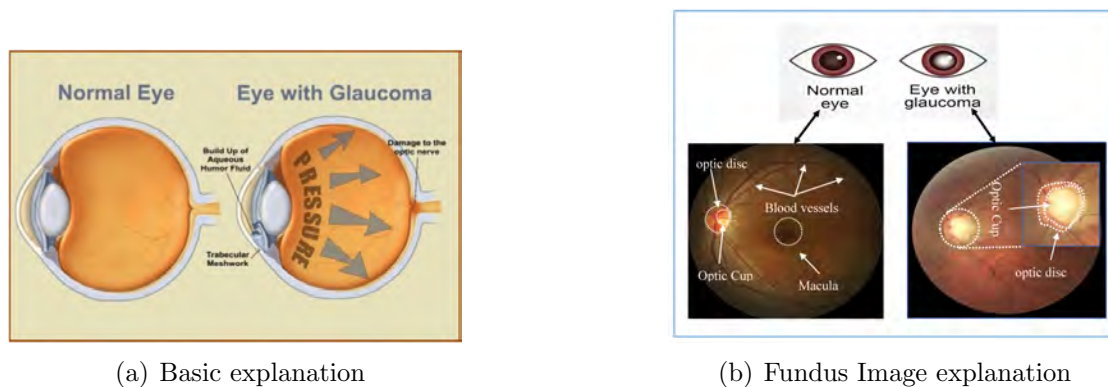 Normal Eye
Eye with Glaucoma
Build Up of
Aqueous
Humor Fluid
Damage to the
optic nerve
PRESSURE
Trabecular
Meshwork
(a) Basic explanation
Normal
eye
Eye with
glaucoma
optic disc
Blood vessels
Optic Cup
Macula
Optic Cup
optic disc
(b) Fundus Image explanation